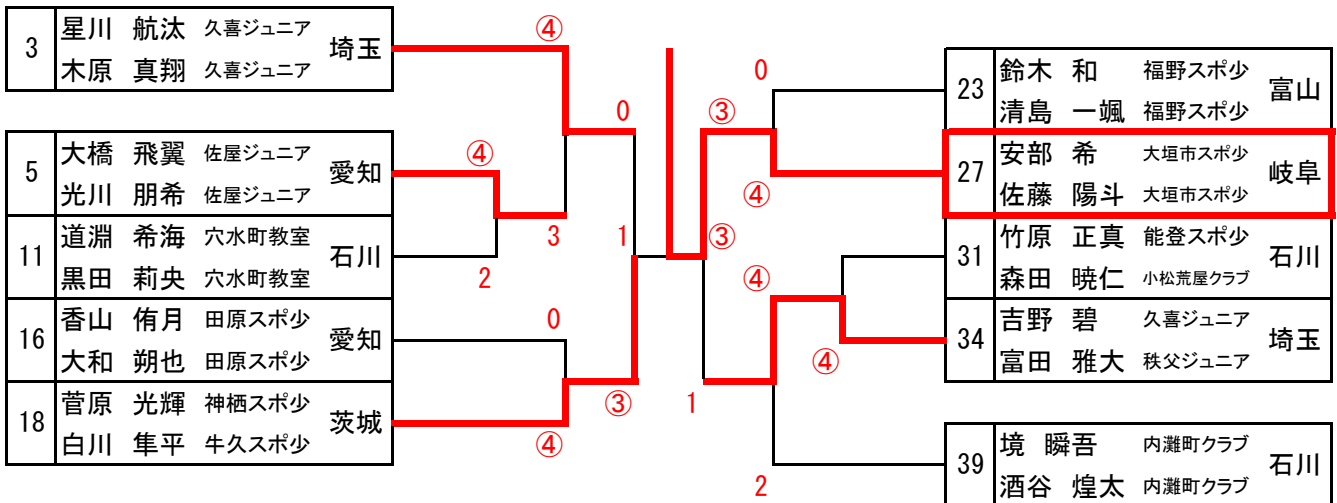 3 星川 航汰 久喜ジュニア 埼玉
木原 真翔 久喜ジュニア
5 大橋 飛翼 佐屋ジュニア 愛知
光川 朋希 佐屋ジュニア
11 道淵 希海 穴水町教室 石川
黒田 莉央 穴水町教室
16 香山 侑月 田原スポ少 愛知
大和 朔也 田原スポ少
18 菅原 光輝 神栖スポ少 茨城
白川 隼平 牛久スポ少
④
0
④
3
2
1
0
③
④
0
③
④
③
④
④
1
2
23 鈴木 和 福野スポ少 富山
清島 一颯 福野スポ少
27 安部 希 大垣市スポ少 岐阜
佐藤 陽斗 大垣市スポ少
31 竹原 正真 能登スポ少 石川
森田 暁仁 小松荒屋クラブ
34 吉野 碧 久喜ジュニア 埼玉
富田 雅大 秩父ジュニア
39 境 瞬吾 内灘町クラブ 石川
酒谷 煌太 内灘町クラブ